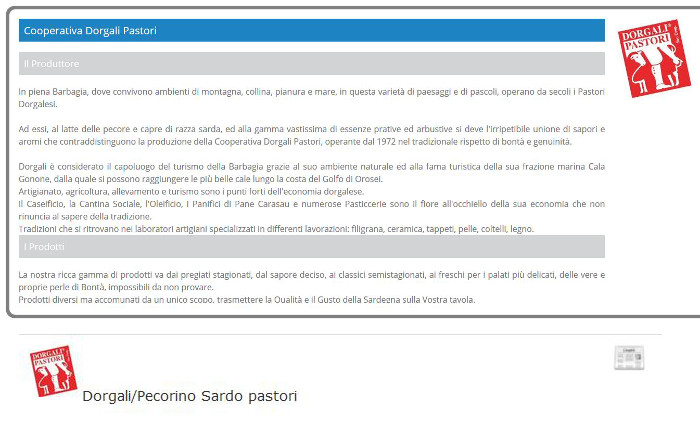 Cooperativa Dorgali Pastori
DORGALI
PASTORI
Il Produttore
In piena Barbagia, dove convivono ambienti di montagna, collina, pianura e mare, in questa varietà di paesaggi e di pascoli, operano da secoli i Pastori
Dorgalesi.
Ad essi, al latte delle pecore e capre di razza sarda, ed alla gamma vastissima di essenze prative ed arbustive si deve l'irripetibile unione di sapori e
aromi che contraddistinguono la produzione della Cooperativa Dorgali Pastori, operante dal 1972 nel tradizionale rispetto di bontà e genuinità.
Dorgali è considerato il capoluogo del turismo della Barbagia grazie al suo ambiente naturale ed alla fama turistica della sua frazione marina Cala
Gonone, dalla quale si possono raggiungere le più belle cale lungo la costa del Golfo di Orosei.
Artigianato, agricoltura, allevamento e turismo sono i punti forti dell'economia dorgalese.
Il Caseificio, la Cantina Sociale, l'Oleificio, I Panifici di Pane Carasau e numerose Pasticcerie sono il fiore all'occhiello della sua economia che non
rinuncia al sapere della tradizione.
Tradizioni che si ritrovano nei laboratori artigiani specializzati in differenti lavorazioni: filigrana, ceramica, tappeti, pelle, coltelli, legno.
I Prodotti
La nostra ricca gamma di prodotti va dai pregiati stagionati, dal sapore deciso, ai classici semistagionati, ai freschi per i palati più delicati, delle vere e
proprie perle di Bontà, impossibili da non provare.
Prodotti diversi ma accomunati da un unico scopo, trasmettere la Qualità e il Gusto della Sardegna sulla Vostra tavola.
DORGALI
PASTORI
Dorgali/Pecorino Sardo pastori